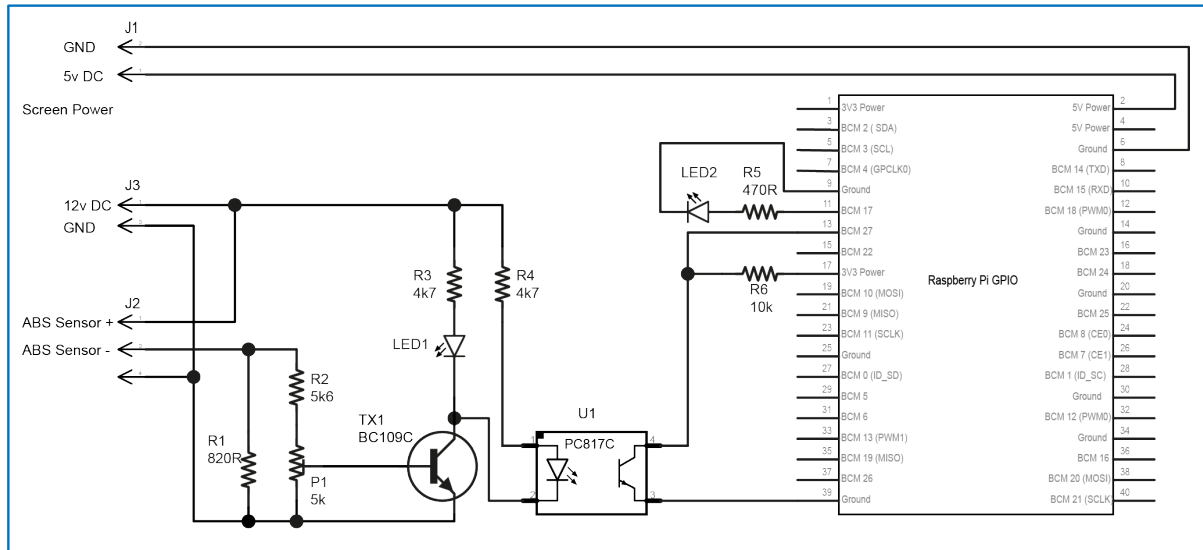 J1
GND 2
5v DC 1
Screen Power
J3
12v DC 1
GND
J2
ABS Sensor + 1
ABS Sensor -
R1
820R
R2
5k6
P1
5k
R3
4k7
LED1
TX1
BC109C
R4
4k7
U1
PC817C
1
2
4
3
LED2
R5
470R
R6
10k
Raspberry Pi GPIO
1 3V3 Power
3 BCM 2 ( SDA)
5 BCM 3 (SCL)
7 BCM 4 (GPCLK0)
9 Ground
11 BCM 17
13 BCM 27
15 BCM 22
17 3V3 Power
19 BCM 10 (MOSI)
21 BCM 9 (MISO)
23 BCM 11 (SCLK)
25 Ground
27 BCM 0 (ID_SD)
29 BCM 5
31 BCM 6
33 BCM 13 (PWM1)
35 BCM 19 (MISO)
37 BCM 26
39 Ground
5V Power 2
5V Power 4
Ground 6
BCM 14 (TXD) 8
BCM 15 (RXD) 10
BCM 18 (PWM0) 12
Ground 14
BCM 23 16
BCM 24 18
Ground 20
BCM 25 22
BCM 8 (CE0) 24
BCM 7 (CE1) 26
BCM 1 (ID_SC) 28
Ground 30
BCM 12 (PWM0) 32
Ground 34
BCM 16 36
BCM 20 (MOSI) 38
BCM 21 (SCLK 40